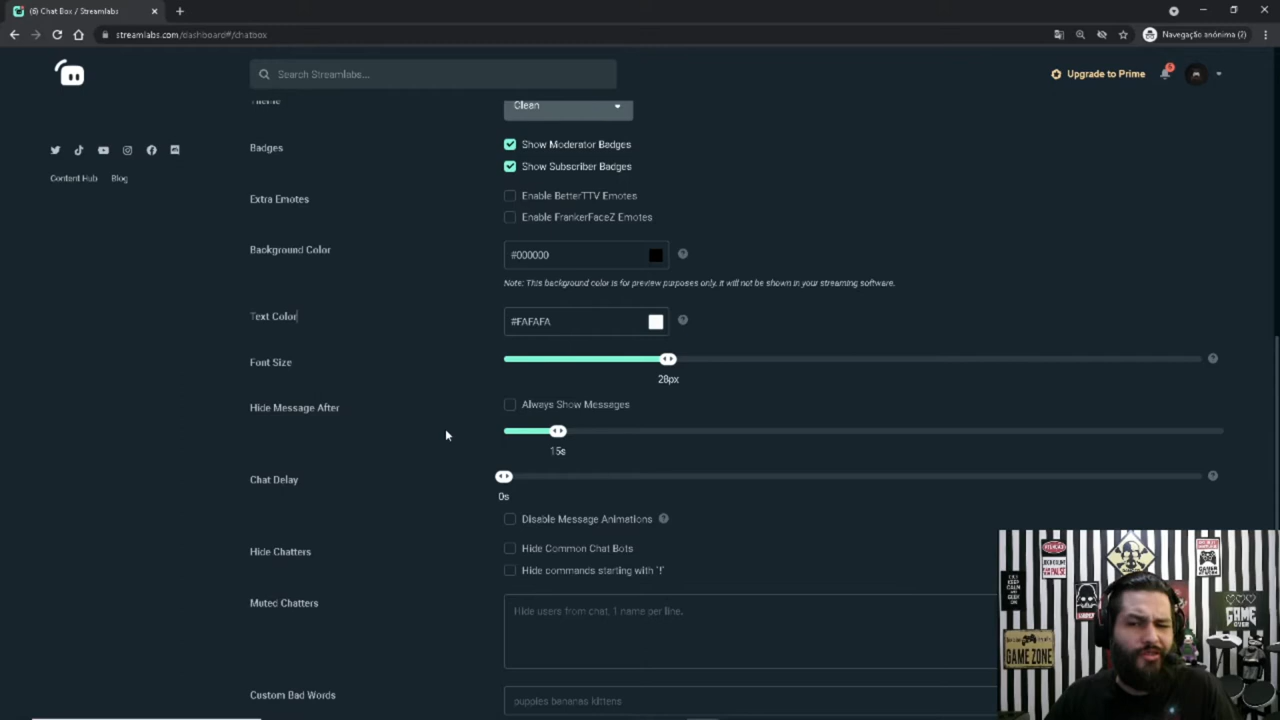 (6) Chat Box / Streamlabs
streamlabs.com/dashboard#/chatbox
Navegação anónima (2)
Search Streamlabs...
Upgrade to Prime
Clean
Badges
Show Moderator Badges
Show Subscriber Badges
Content Hub
Blog
Extra Emotes
Enable BetterTTV Emotes
Enable FrankerFaceZ Emotes
Background Color
#000000
Note: This background color is for preview purposes only, it will not be shown in your streaming software.
Text Color
#FAFAFA
Font Size
28px
Hide Message After
Always Show Messages
15s
Chat Delay
0s
Disable Message Animations
Hide Chatters
Hide Common Chat Bots
Hide commands starting with `!`
Muted Chatters
Hide users from chat, 1 name per line.
Custom Bad Words
puppies bananas kittens
GAME ZONE
GAME OVER